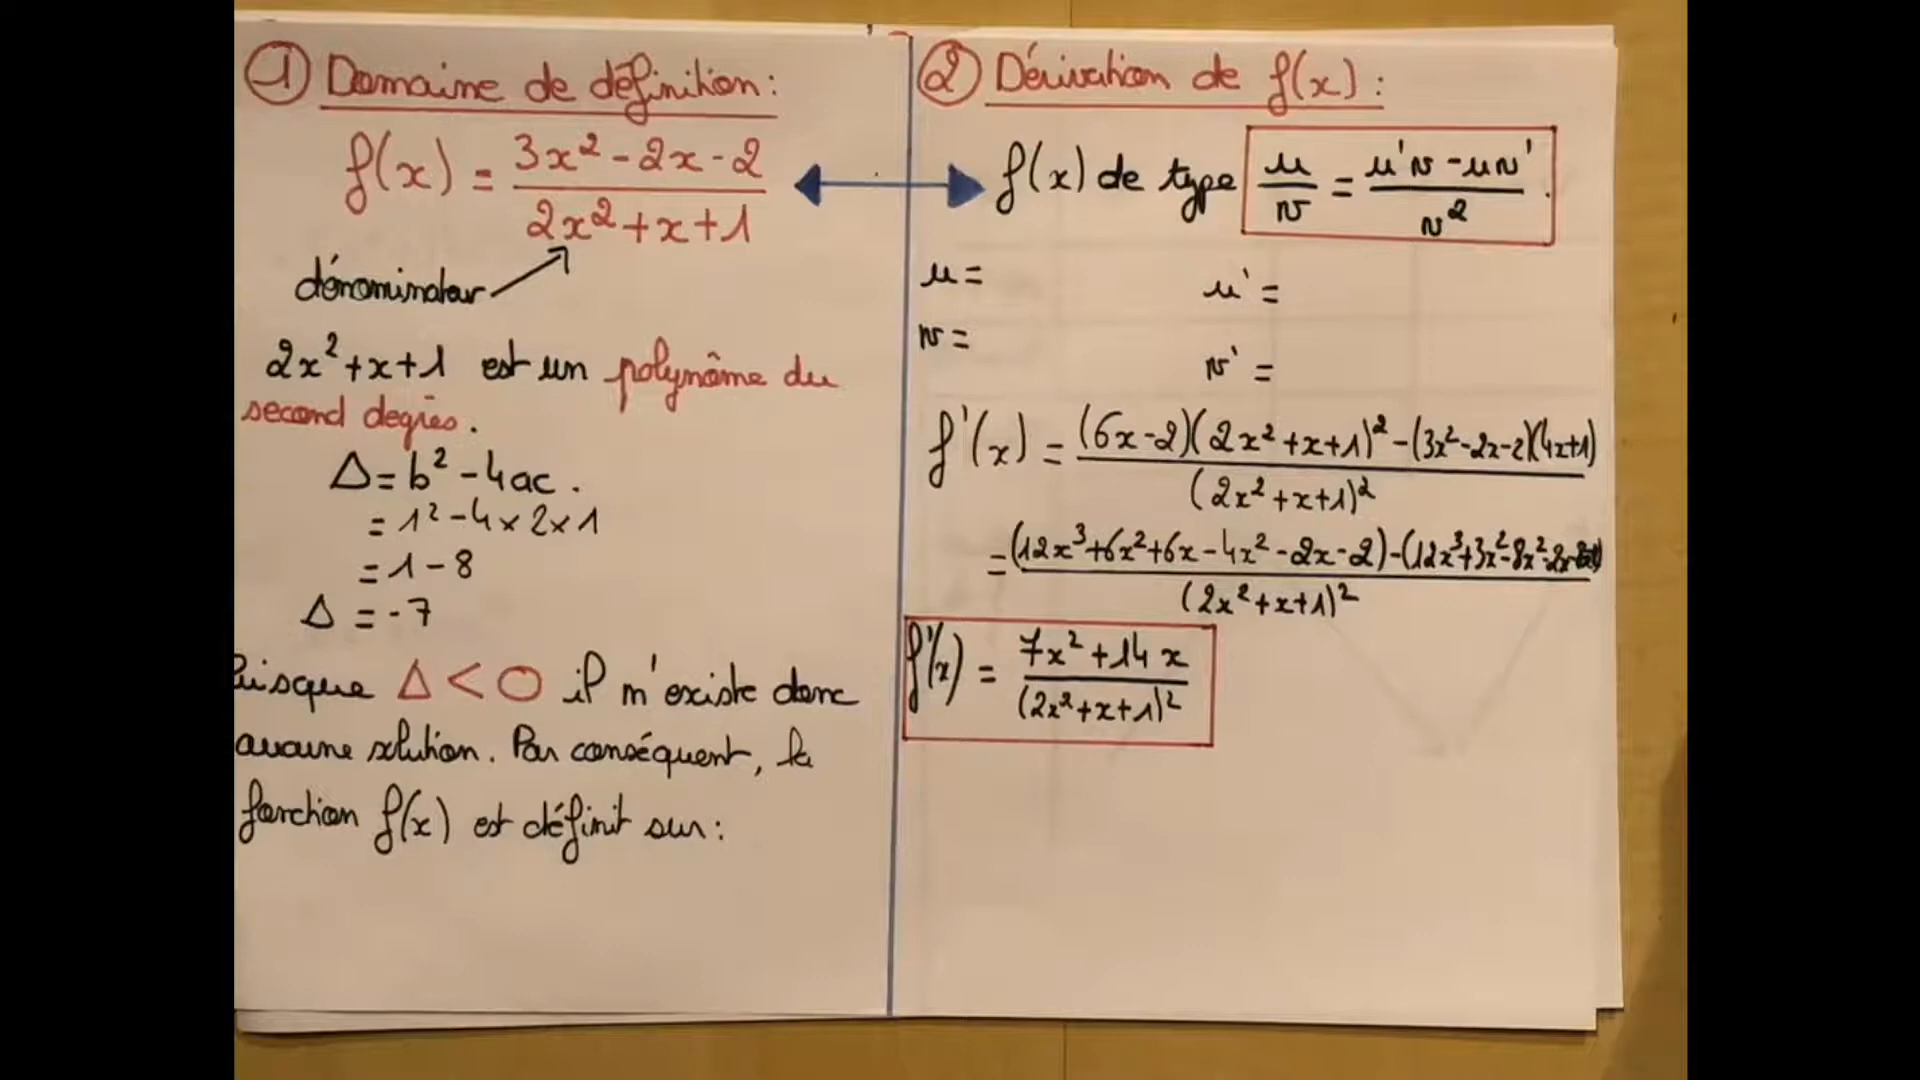 ① Domaine de définition :
f(x) = (3x² - 2x - 2) / (2x² + x + 1)
dénominateur
2x² + x + 1 est un polynôme du
second degrès.
Δ = b² - 4ac.
= 1² - 4 × 2 × 1
= 1 - 8
Δ = -7
Puisque Δ < 0 il n'existe donc
aucune solution. Par conséquent, la
fonction f(x) est définit sur :
② Dérivation de f(x) :
f(x) de type u/v = (u'v - uv') / v².
u = u' =
v = v' =
f'(x) = ((6x - 2)(2x² + x + 1)² - (3x² - 2x - 2)(4x + 1)) / (2x² + x + 1)²
= ((12x³ + 6x² + 6x - 4x² - 2x - 2) - (12x³ + 3x² - 8x² - 2x - / (2x² + x + 1)²
f'(x) = (7x² + 14x) / (2x² + x + 1)²